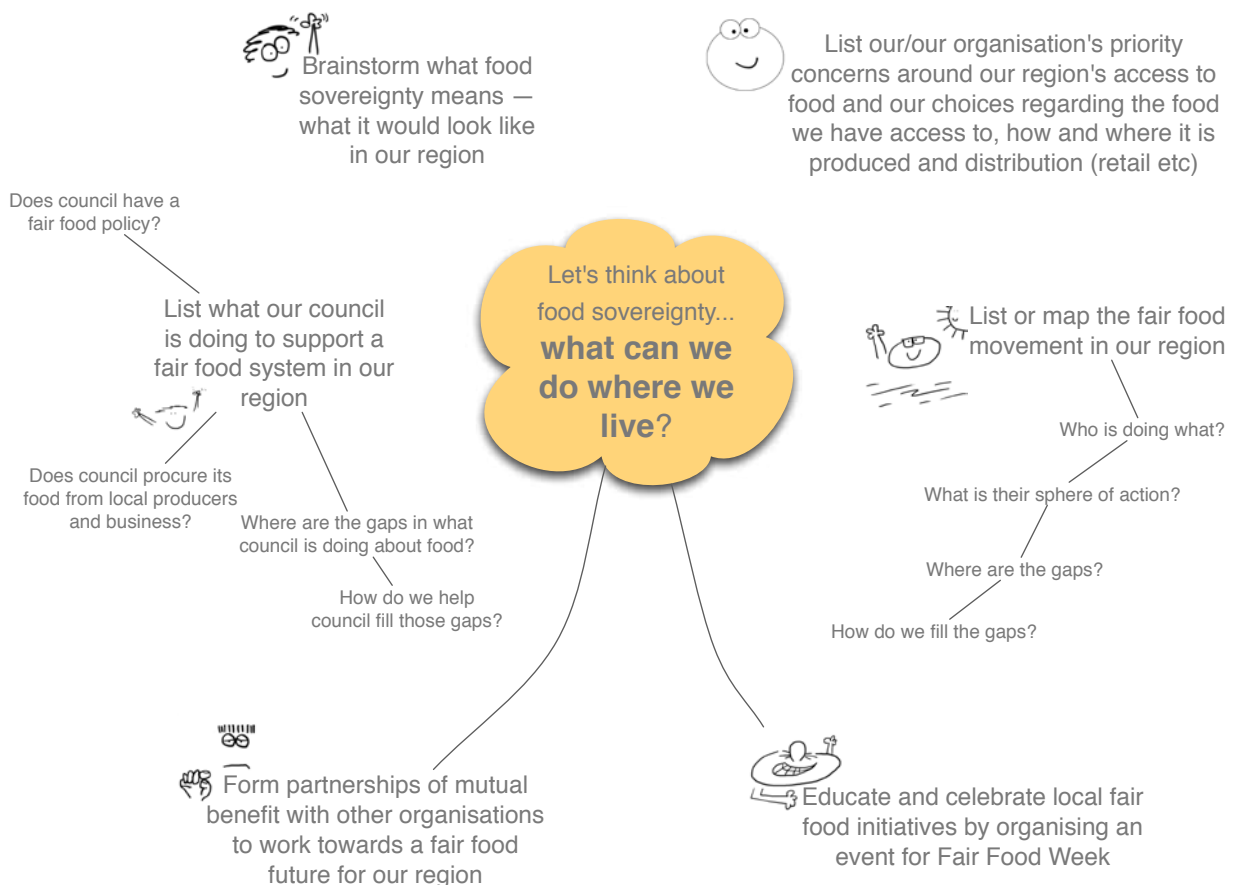 Brainstorm what food
sovereignty means —
what it would look like
in our region
List our/our organisation's priority
concerns around our region's access to
food and our choices regarding the food
we have access to, how and where it is
produced and distribution (retail etc)
Does council have a
fair food policy?
List what our council
is doing to support a
fair food system in our
region
Does council procure its
food from local producers
and business?
Where are the gaps in what
council is doing about food?
How do we help
council fill those gaps?
Let's think about
food sovereignty...
what can we
do where we
live?
List or map the fair food
movement in our region
Who is doing what?
What is their sphere of action?
Where are the gaps?
How do we fill the gaps?
Form partnerships of mutual
benefit with other organisations
to work towards a fair food
future for our region
Educate and celebrate local fair
food initiatives by organising an
event for Fair Food Week